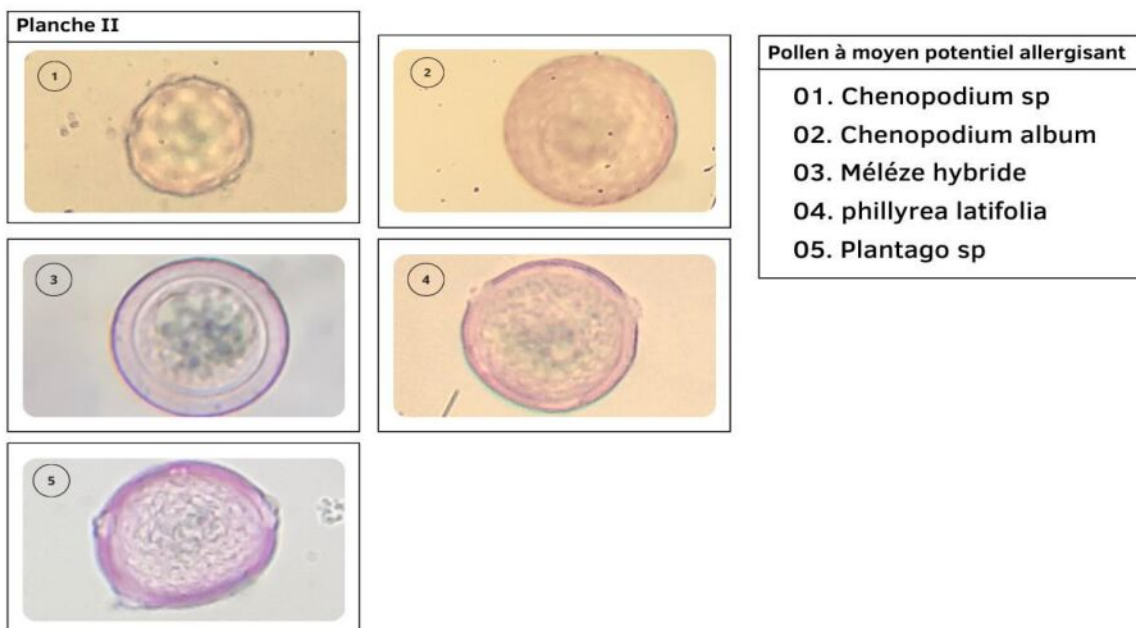 Planche II
1
2
3
4
5
Pollen à moyen potentiel allergisant
01. Chenopodium sp
02. Chenopodium album
03. Méléze hybride
04. phillyrea latifolia
05. Plantago sp